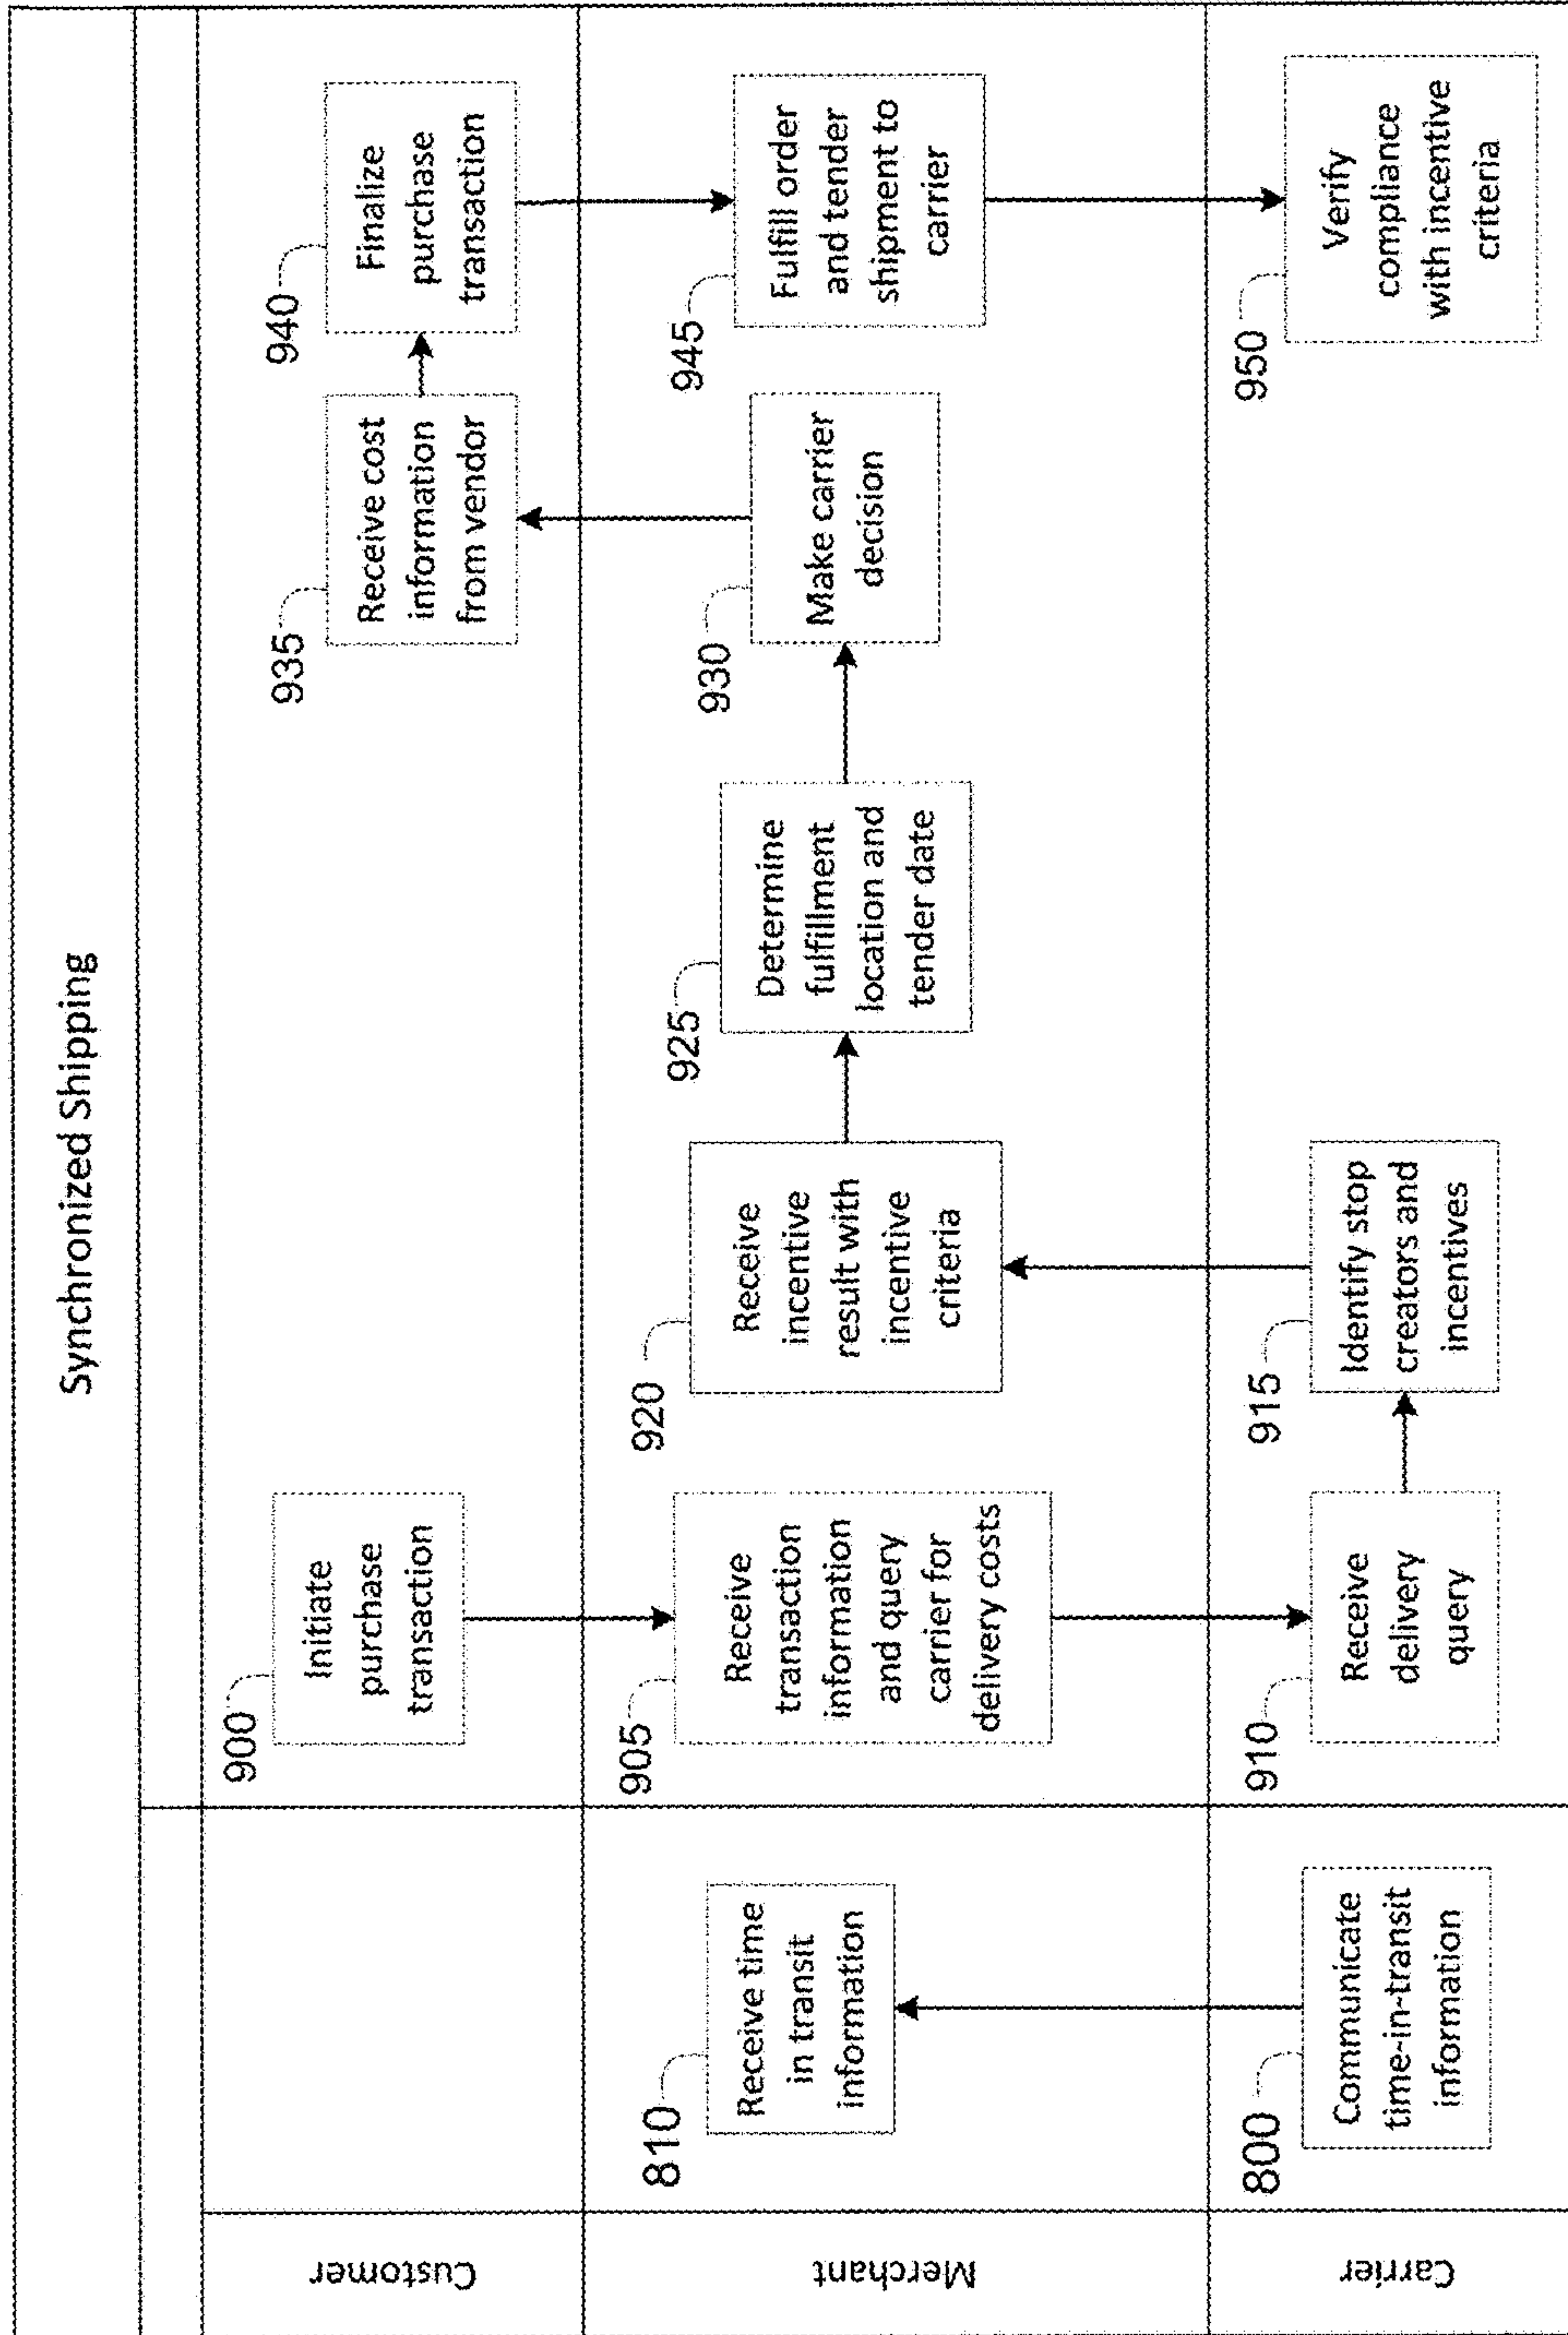 Synchronized Shipping
Customer
Merchant
Carrier
800
Communicate
time-in-transit
information
810
Receive time
in transit
information
900
Initiate
purchase
transaction
905
Receive
transaction
information
and query
carrier for
delivery costs
910
Receive
delivery
query
915
Identify stop
creators and
incentives
920
Receive
incentive
result with
incentive
criteria
925
Determine
fulfillment
location and
tender date
930
Make carrier
decision
935
Receive cost
information
from vendor
940
Finalize
purchase
transaction
945
Fulfill order
and tender
shipment to
carrier
950
Verify
compliance
with incentive
criteria